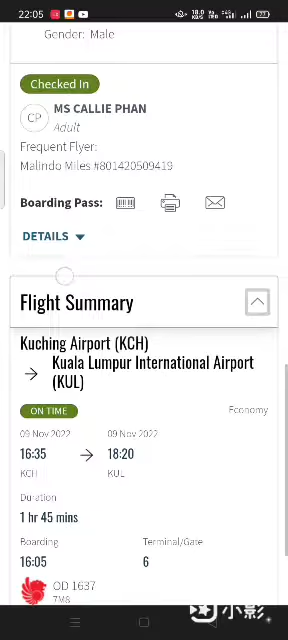 22:05
Gender: Male
Checked In
CP
MS CALLIE PHAN
Adult
Frequent Flyer:
Malindo Miles #801420509419
Boarding Pass:
DETAILS
Flight Summary
Kuching Airport (KCH)
Kuala Lumpur International Airport
(KUL)
ON TIME
Economy
09 Nov 2022 09 Nov 2022
16:35 18:20
KCH KUL
Duration
1 hr 45 mins
Boarding Terminal/Gate
16:05 6
OD 1637
7M8
小影